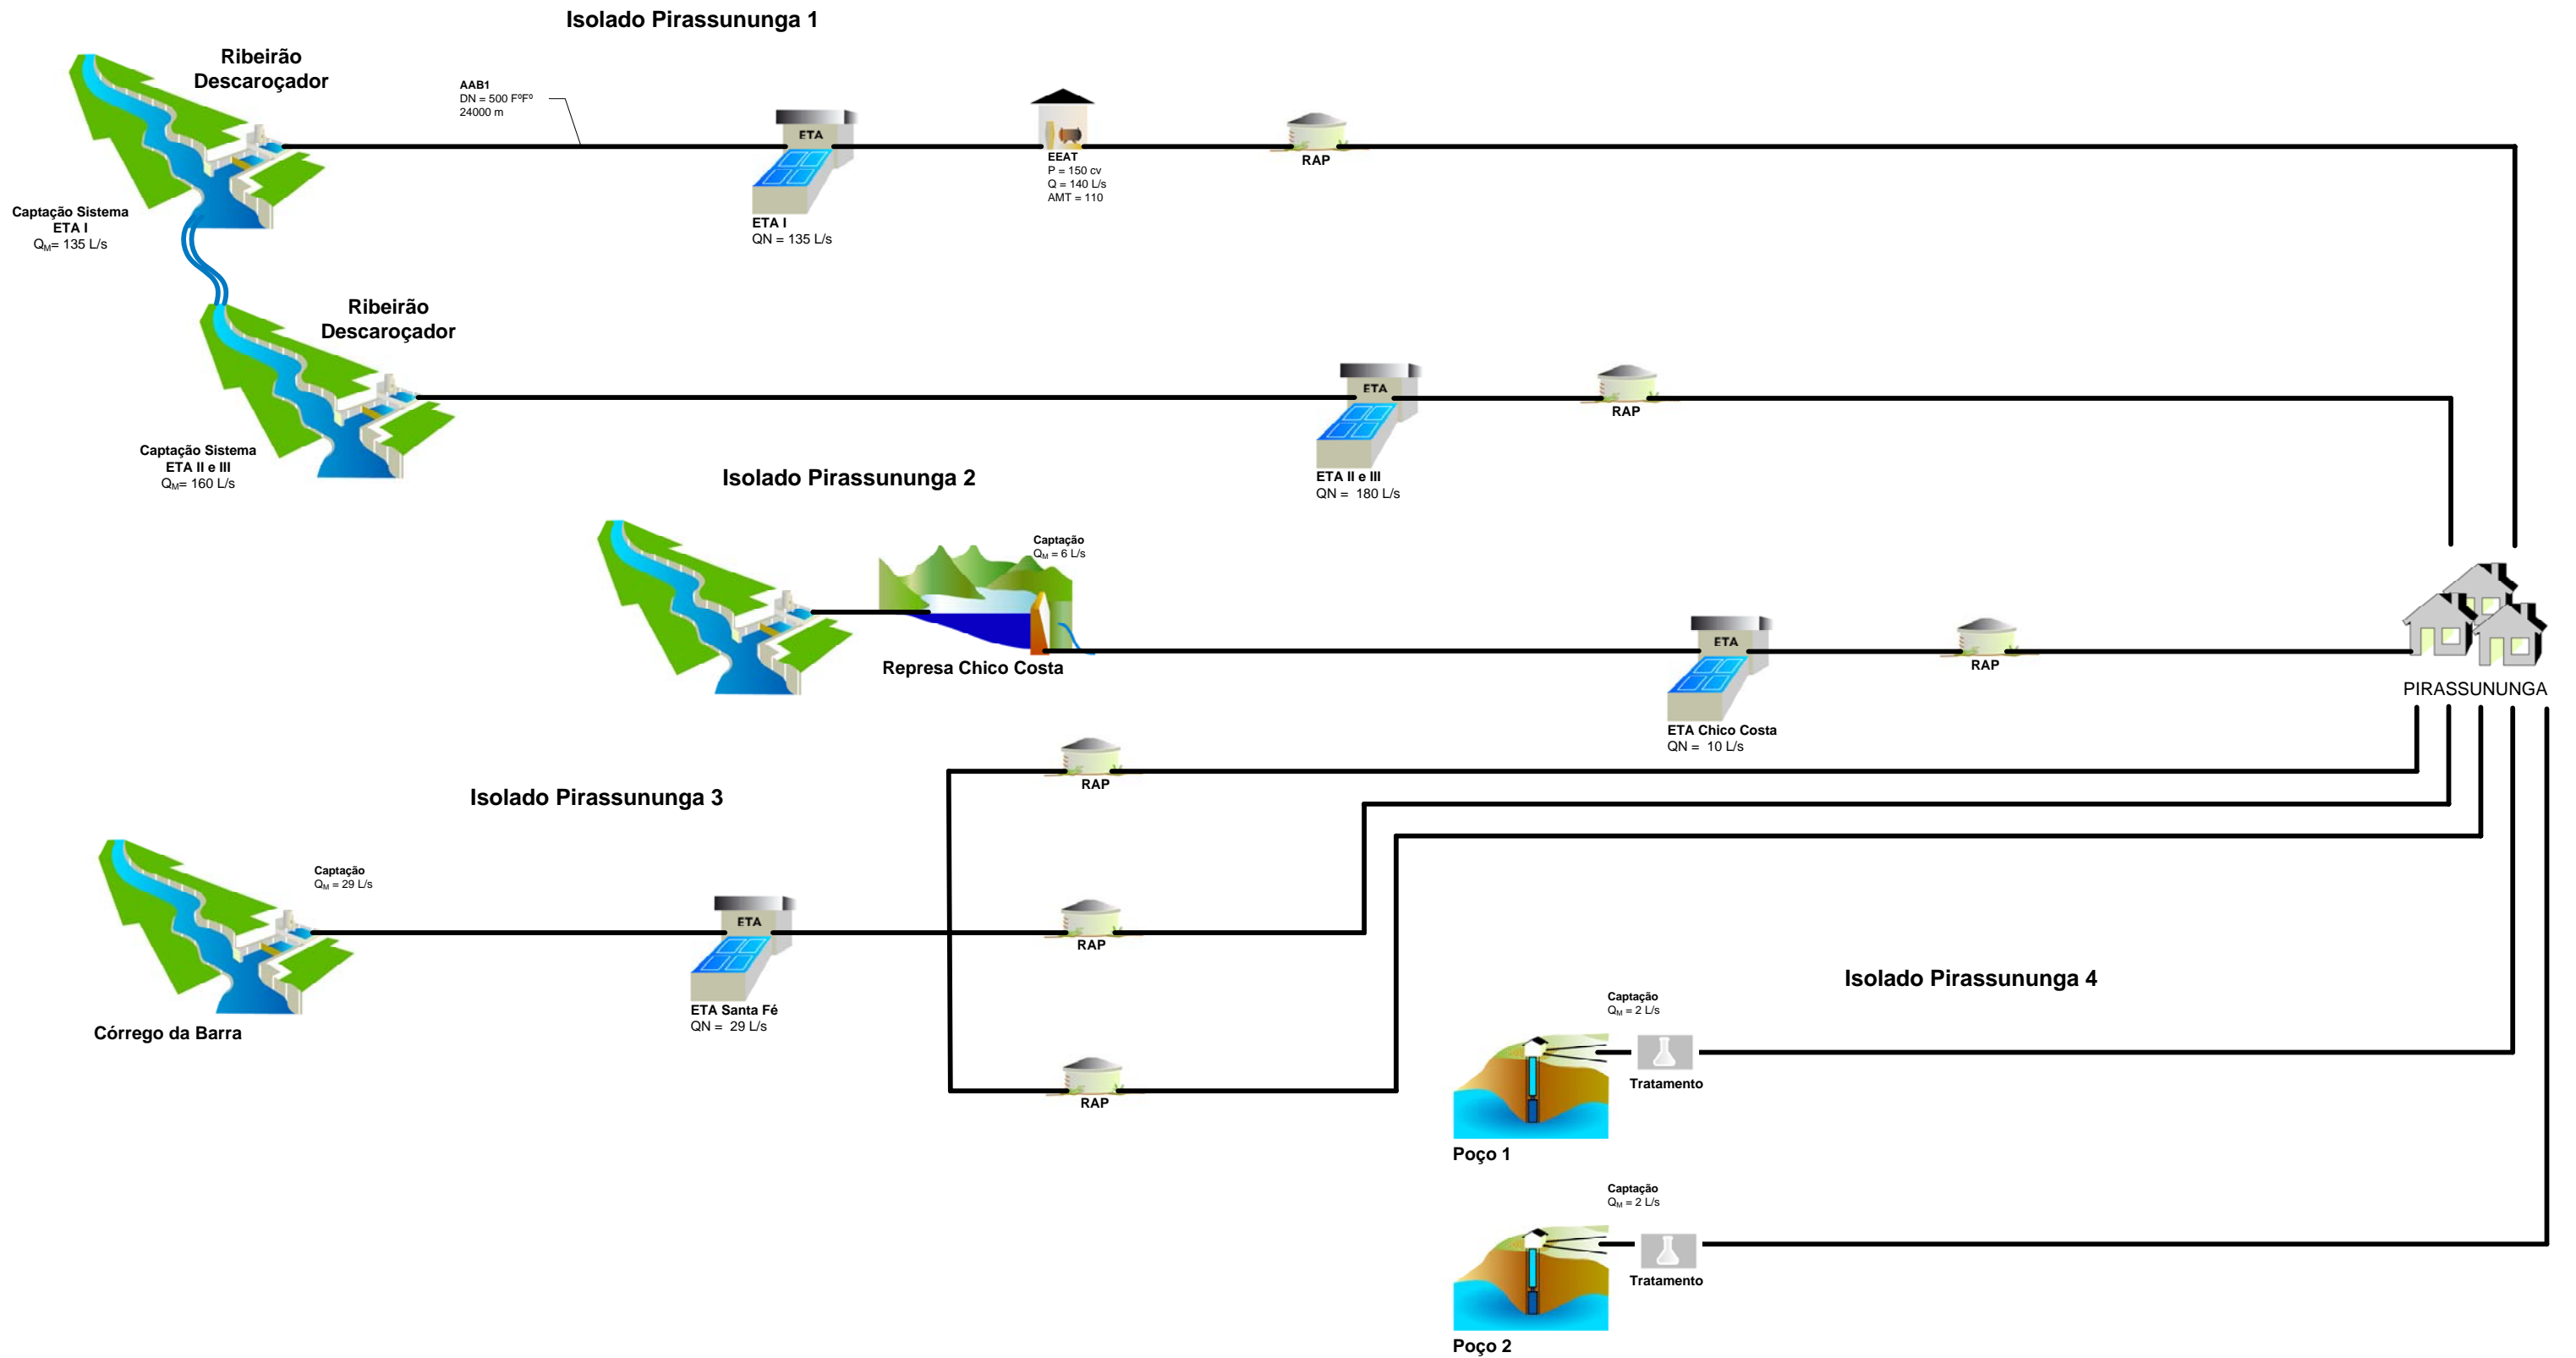 Isolado Pirassununga 1
Ribeirão
Descaroçador
AAB1
DN = 500 FºFº
24000 m
ETA
EEAT
P = 150 cv
Q = 140 L/s
AMT = 110
RAP
Captação Sistema
ETA I
QM= 135 L/s
ETA I
QN = 135 L/s
Ribeirão
Descaroçador
ETA
RAP
Captação Sistema
ETA II e III
QM= 160 L/s
ETA II e III
QN = 180 L/s
Isolado Pirassununga 2
Captação
QM = 6 L/s
Represa Chico Costa
ETA
RAP
ETA Chico Costa
QN = 10 L/s
PIRASSUNUNGA
Isolado Pirassununga 3
RAP
Captação
QM = 29 L/s
ETA
RAP
Córrego da Barra
ETA Santa Fé
QN = 29 L/s
RAP
Isolado Pirassununga 4
Captação
QM = 2 L/s
Tratamento
Poço 1
Captação
QM = 2 L/s
Tratamento
Poço 2